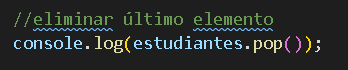 //eliminar último elemento
console.log(estudiantes.pop());